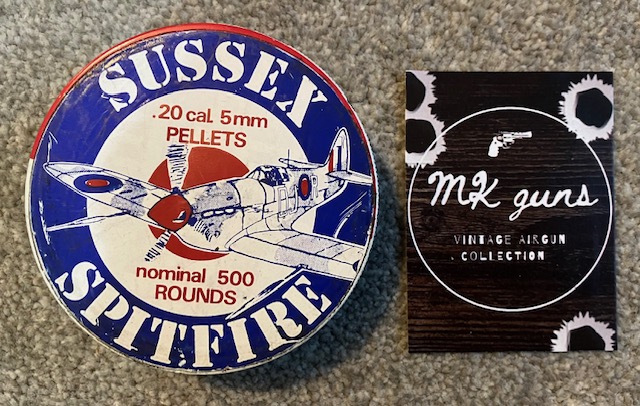 SUSSEX
.20 cal 5mm
PELLETS
nominal 500
ROUNDS
SPITFIRE
MK guns
VINTAGE AIRGUN
COLLECTION